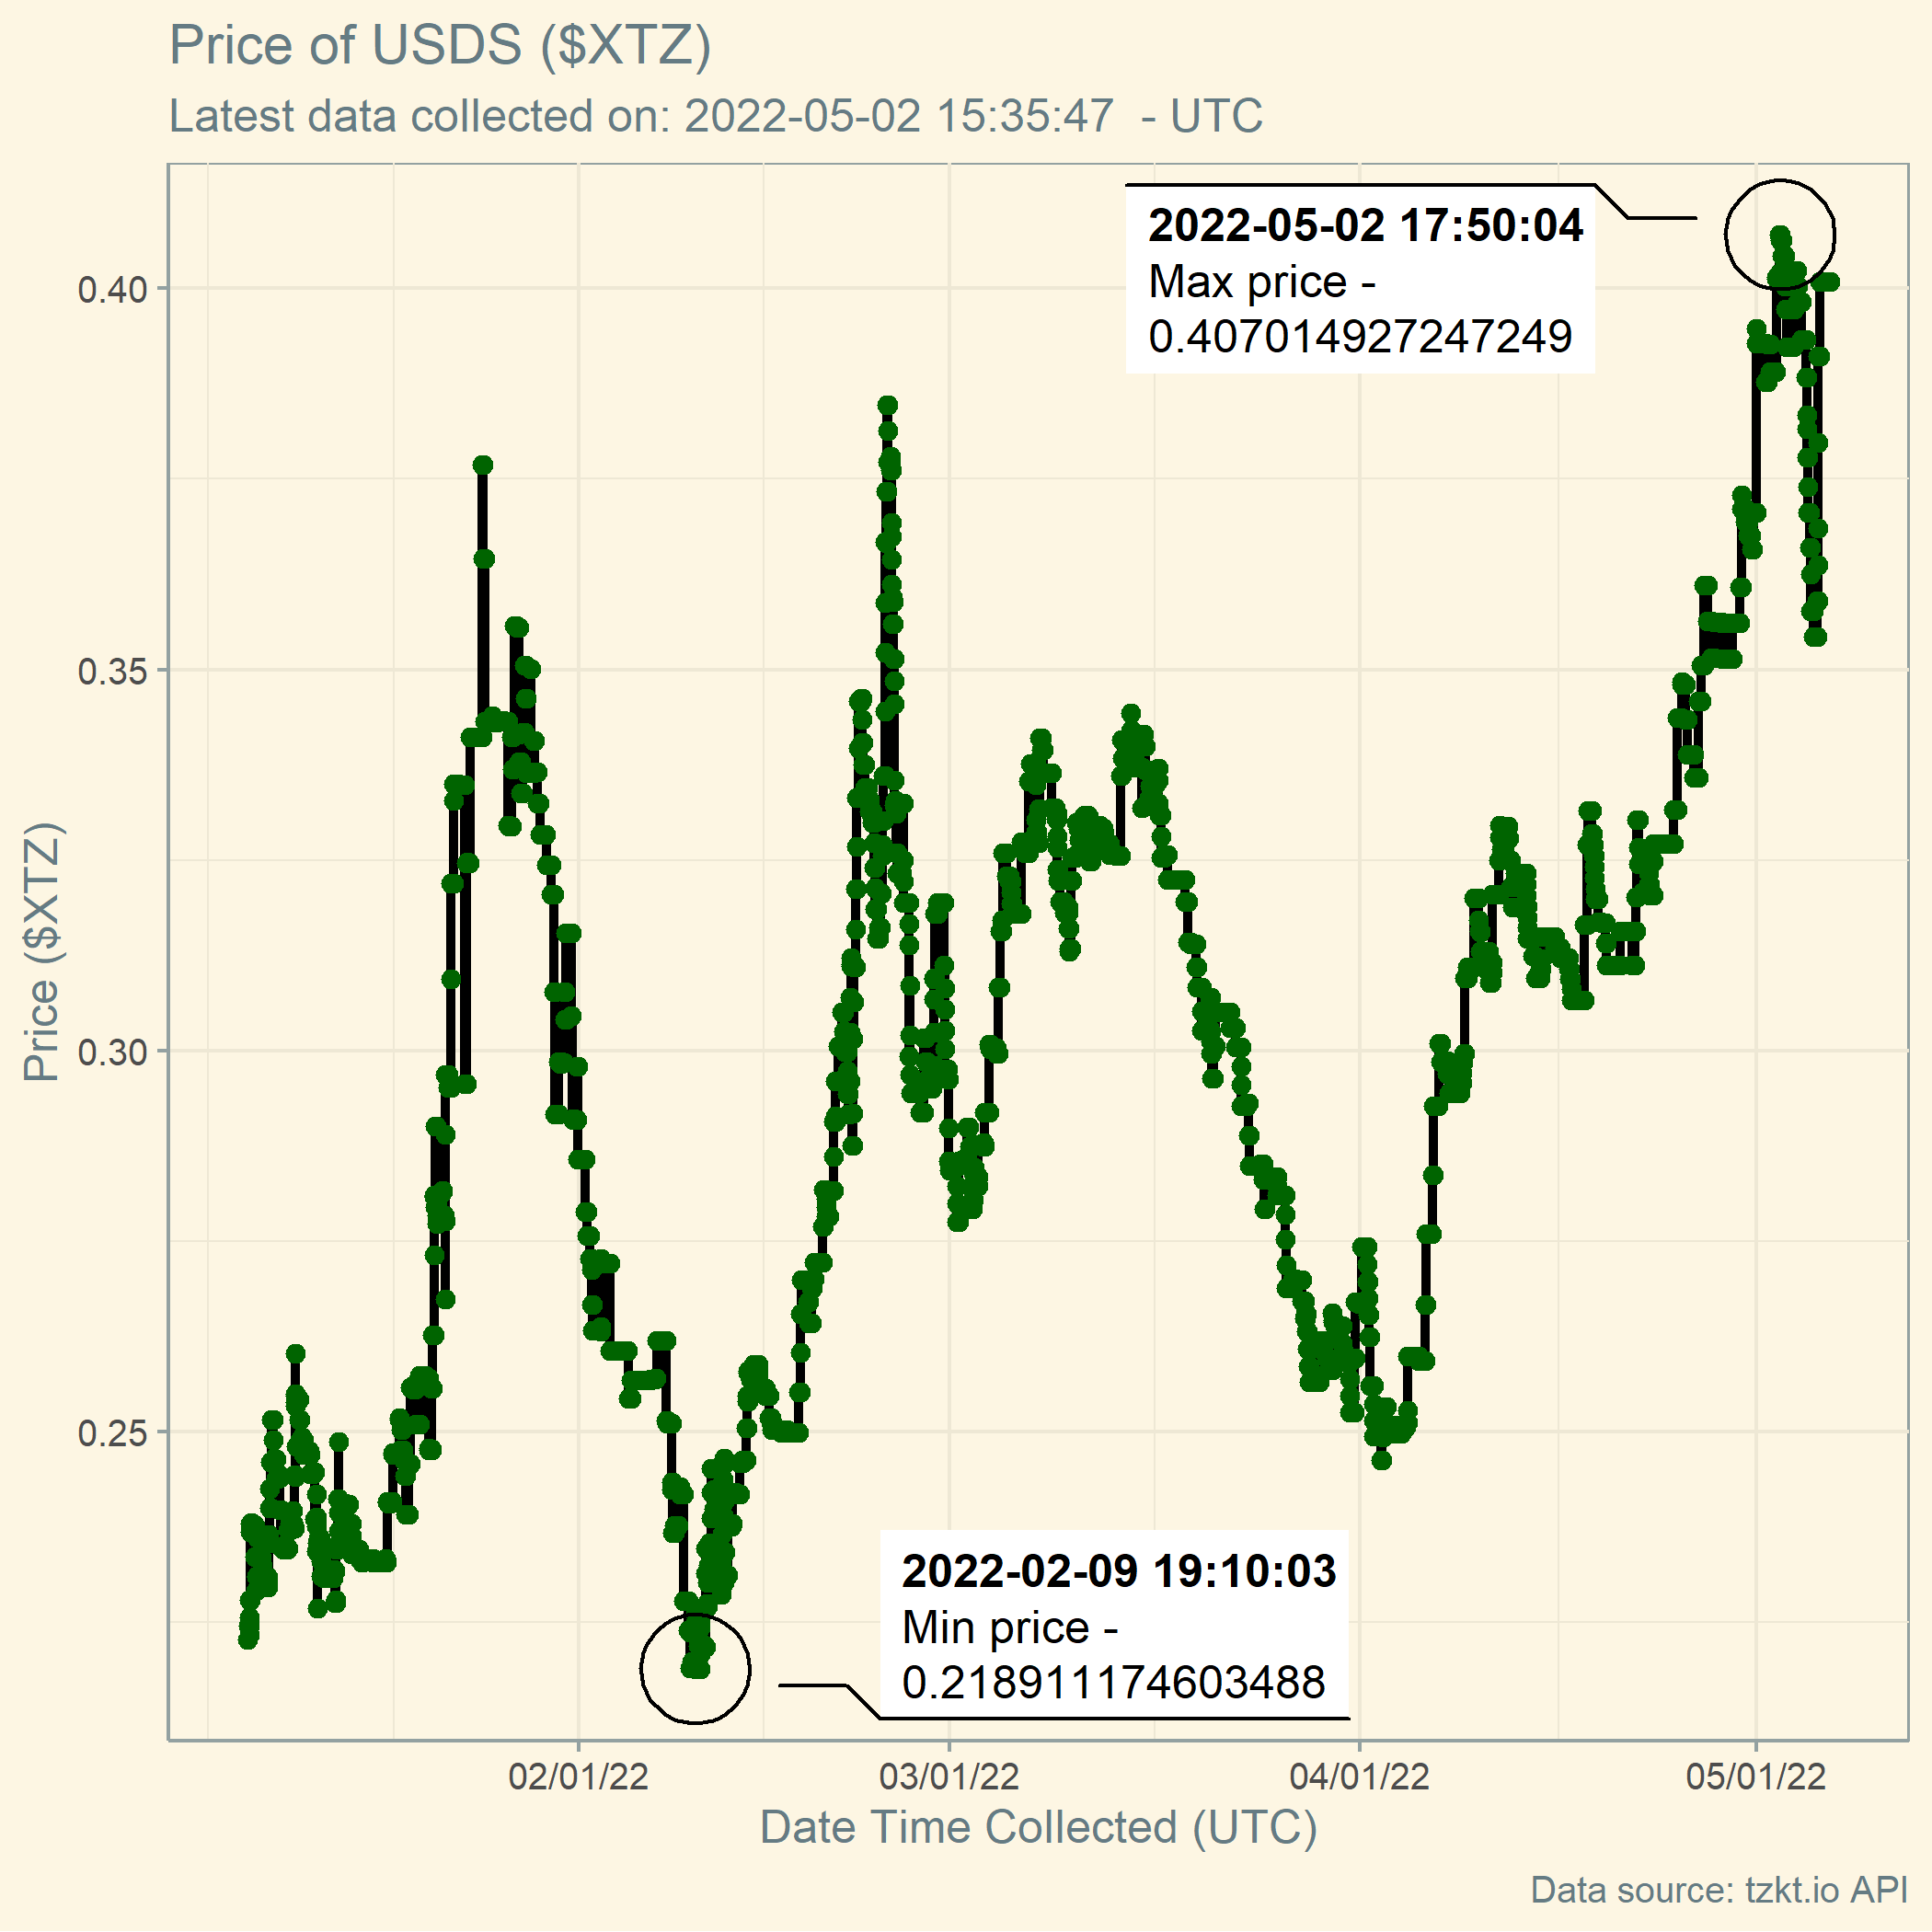 Price of USDS ($XTZ)
Latest data collected on: 2022-05-02 15:35:47  - UTC
2022-05-02 17:50:04
Max price -
0.407014927247249
0.40
0.35
0.30
0.25
Price ($XTZ)
2022-02-09 19:10:03
Min price -
0.218911174603488
02/01/22
03/01/22
04/01/22
05/01/22
Date Time Collected (UTC)
Data source: tzkt.io API